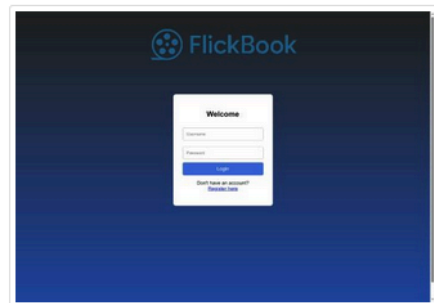 FlickBook
Welcome
Username
Password
Login
Don't have an account?
Register here